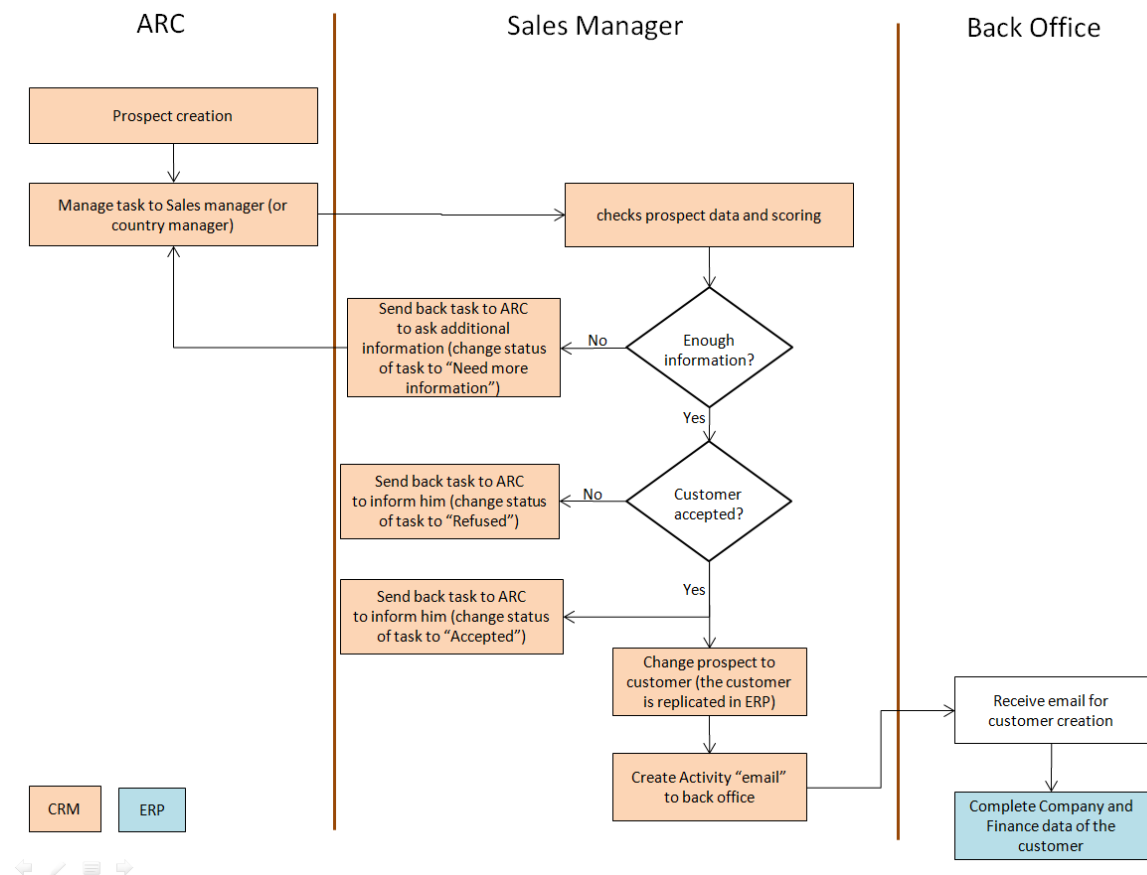 ARC
Sales Manager
Back Office
Prospect creation
Manage task to Sales manager (or
country manager)
checks prospect data and scoring
Send back task to ARC
to ask additional
information (change status
of task to “Need more
information”)
No
Enough
information?
Yes
Send back task to ARC
to inform him (change status
of task to “Refused”)
No
Customer
accepted?
Yes
Send back task to ARC
to inform him (change status
of task to “Accepted”)
Change prospect to
customer (the customer
is replicated in ERP)
Receive email for
customer creation
Create Activity “email”
to back office
Complete Company and
Finance data of the
customer
CRM
ERP